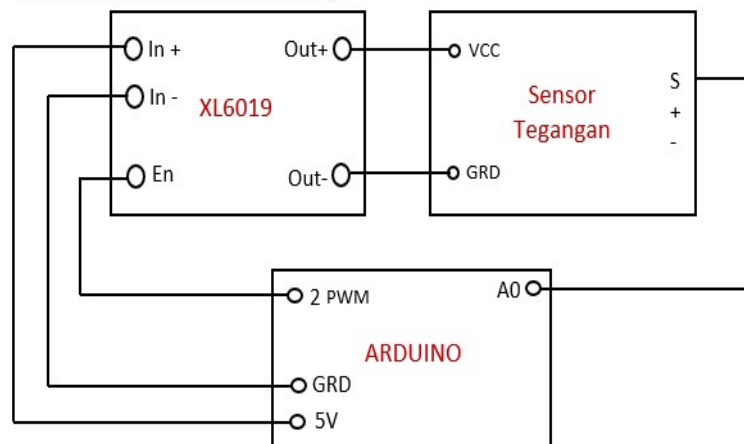 In +
Out+
VCC
In -
XL6019
Sensor
Tegangan
S
+
-
En
Out-
GRD
2 PWM
A0
ARDUINO
GRD
5V